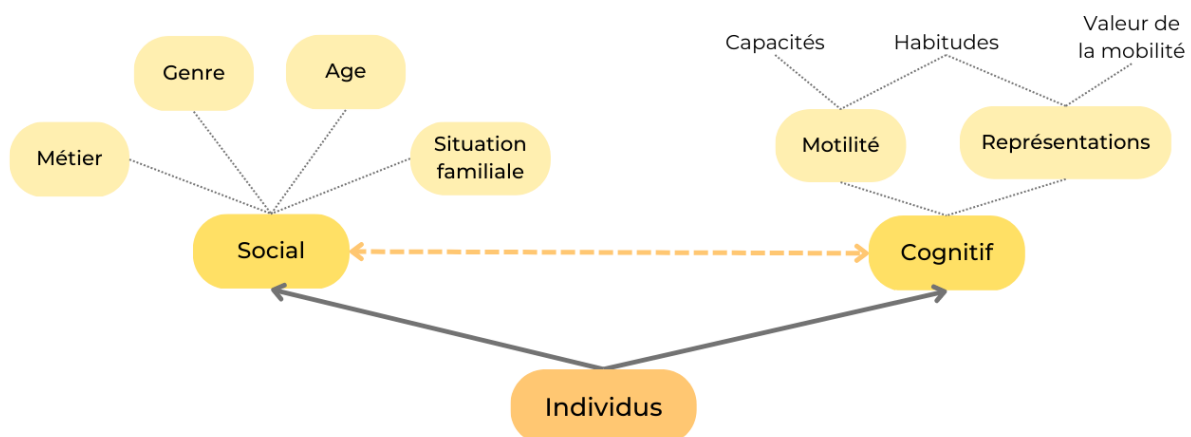 Valeur de
la mobilité
Capacités
Habitudes
Genre
Age
Métier
Situation
familiale
Motilité
Représentations
Social
Cognitif
Individus